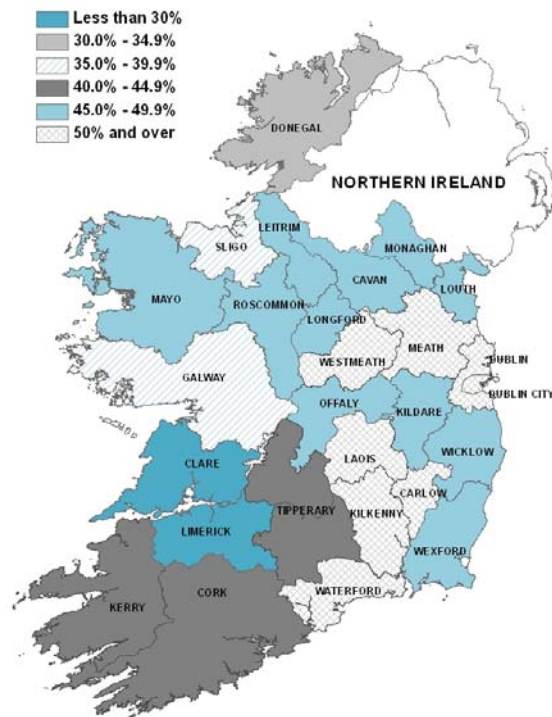 Less than 30%
30.0% - 34.9%
35.0% - 39.9%
40.0% - 44.9%
45.0% - 49.9%
50% and over
DONEGAL
NORTHERN IRELAND
LEITRIM
SLIGO
MONAGHAN
CAVAN
LOUTH
MAYO
ROSCOMMON
LONGFORD
MEATH
WESTMEATH
DUBLIN
GALWAY
DUBLIN CITY
OFFALY
KILDARE
WICKLOW
LAOIS
CLARE
CARLOW
TIPPERARY
KILKENNY
LIMERICK
WEXFORD
WATERFORD
CORK
KERRY